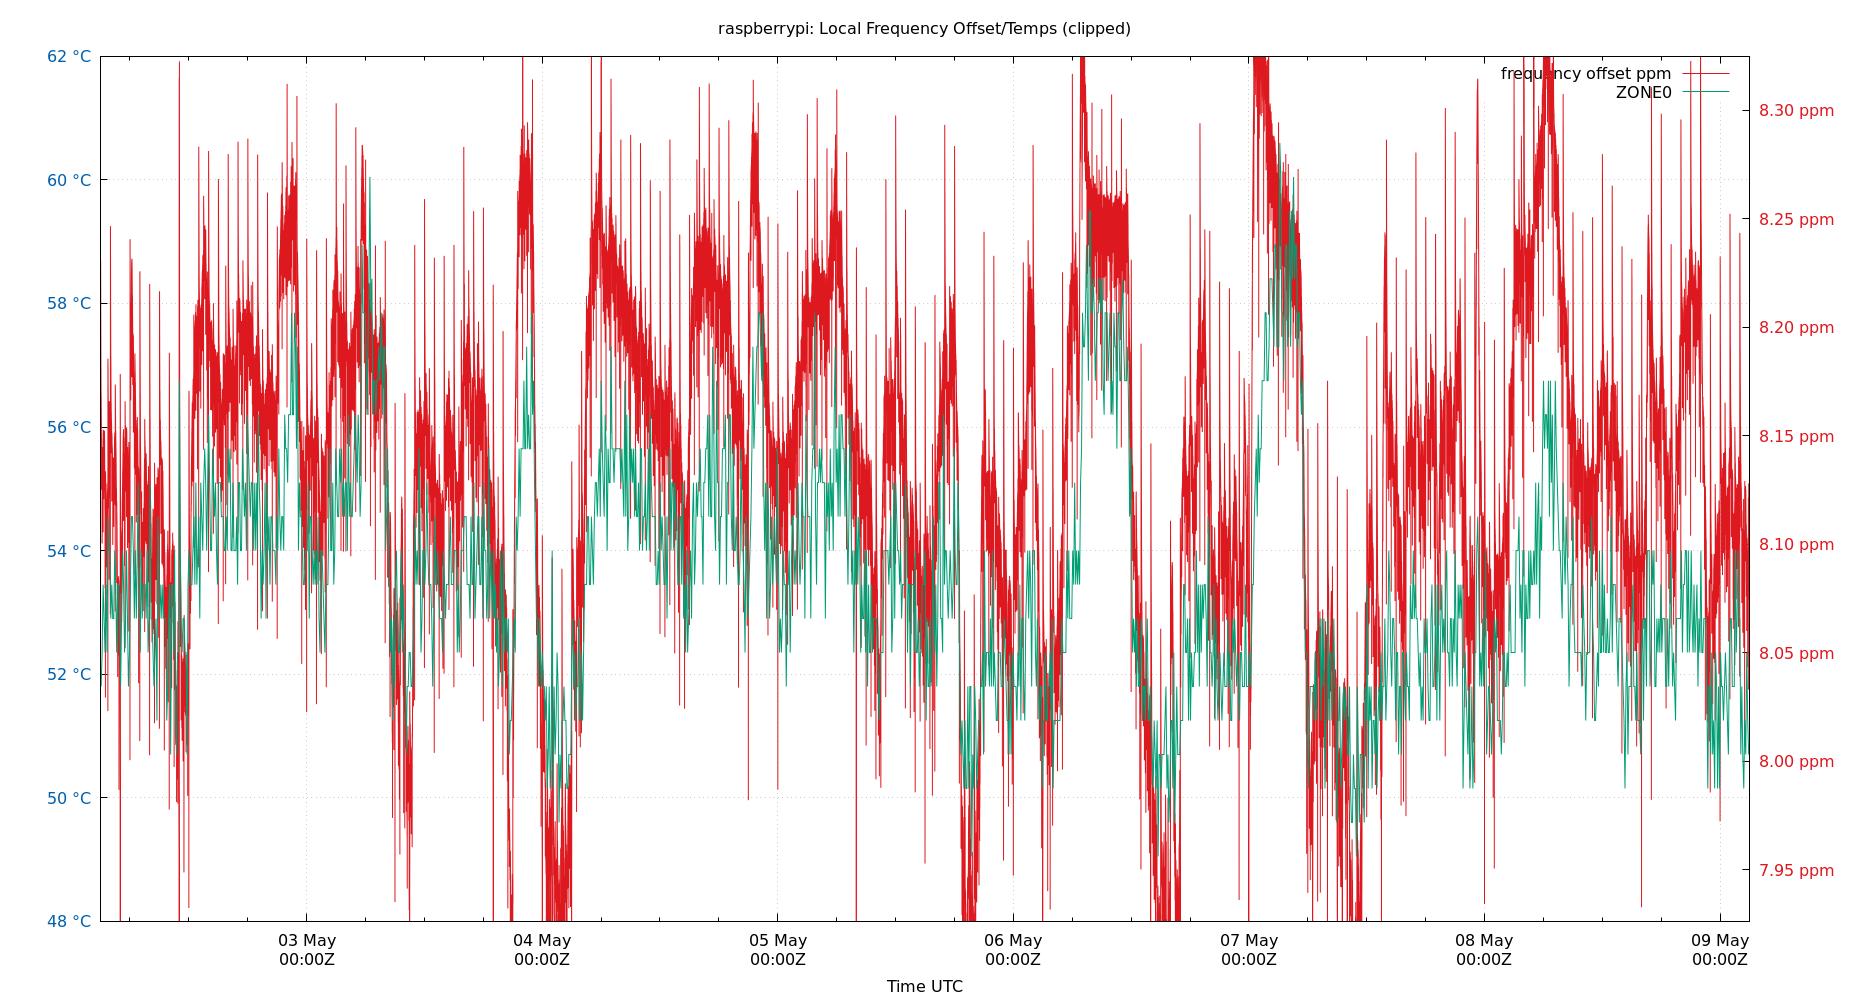 raspberrypi: Local Frequency Offset/Temps (clipped)
62 °C
60 °C
58 °C
56 °C
54 °C
52 °C
50 °C
48 °C
frequency offset ppm
ZONE0
8.30 ppm
8.25 ppm
8.20 ppm
8.15 ppm
8.10 ppm
8.05 ppm
8.00 ppm
7.95 ppm
03 May
00:00Z
04 May
00:00Z
05 May
00:00Z
06 May
00:00Z
07 May
00:00Z
08 May
00:00Z
09 May
00:00Z
Time UTC